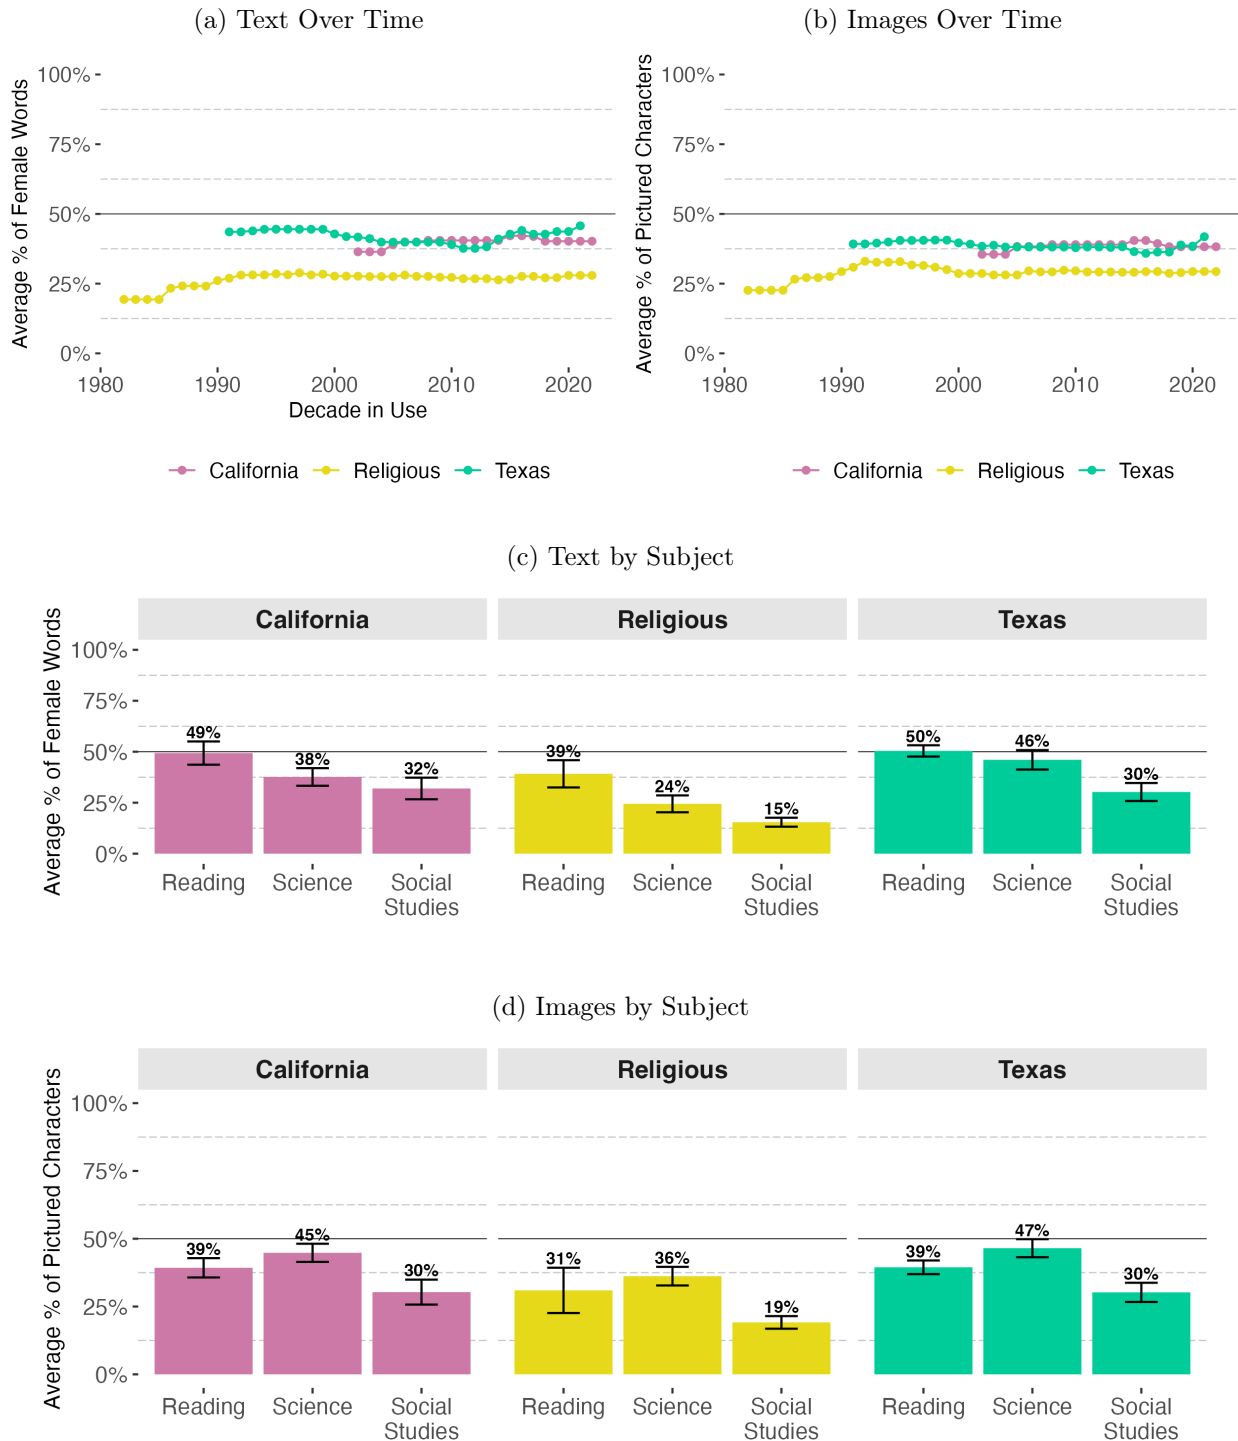 (a) Text Over Time
Average % of Female Words
100%
75%
50%
25%
0%
1980 1990 2000 2010 2020
Decade in Use
California Religious Texas
(b) Images Over Time
Average % of Pictured Characters
100%
75%
50%
25%
0%
1980 1990 2000 2010 2020
California Religious Texas
(c) Text by Subject
California Religious Texas
Average % of Female Words
100%
75%
50%
25%
0%
49% 38% 32% 39% 24% 15% 50% 46% 30%
Reading Science Social Reading Science Social Reading Science Social
Studies Studies Studies
(d) Images by Subject
California Religious Texas
Average % of Pictured Characters
100%
75%
50%
25%
0%
39% 45% 30% 31% 36% 19% 39% 47% 30%
Reading Science Social Reading Science Social Reading Science Social
Studies Studies Studies